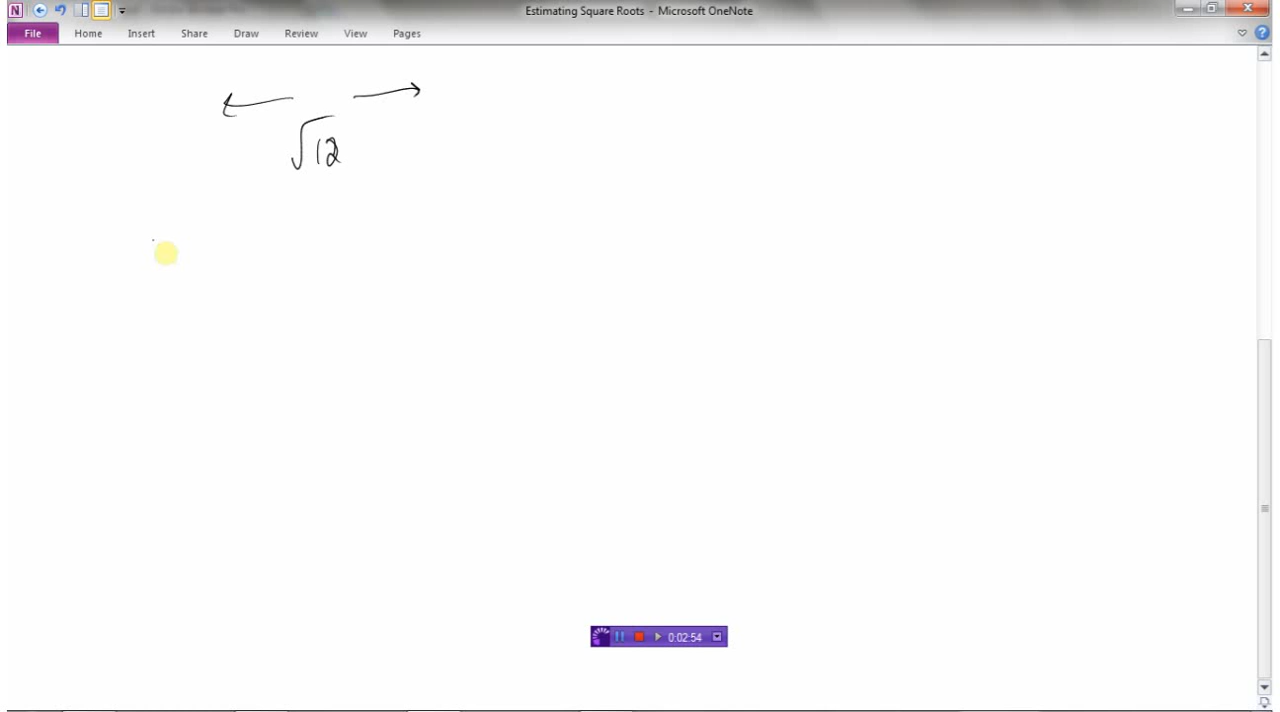 Estimating Square Roots - Microsoft OneNote
File Home Insert Share Draw Review View Pages
√12
0:02:54